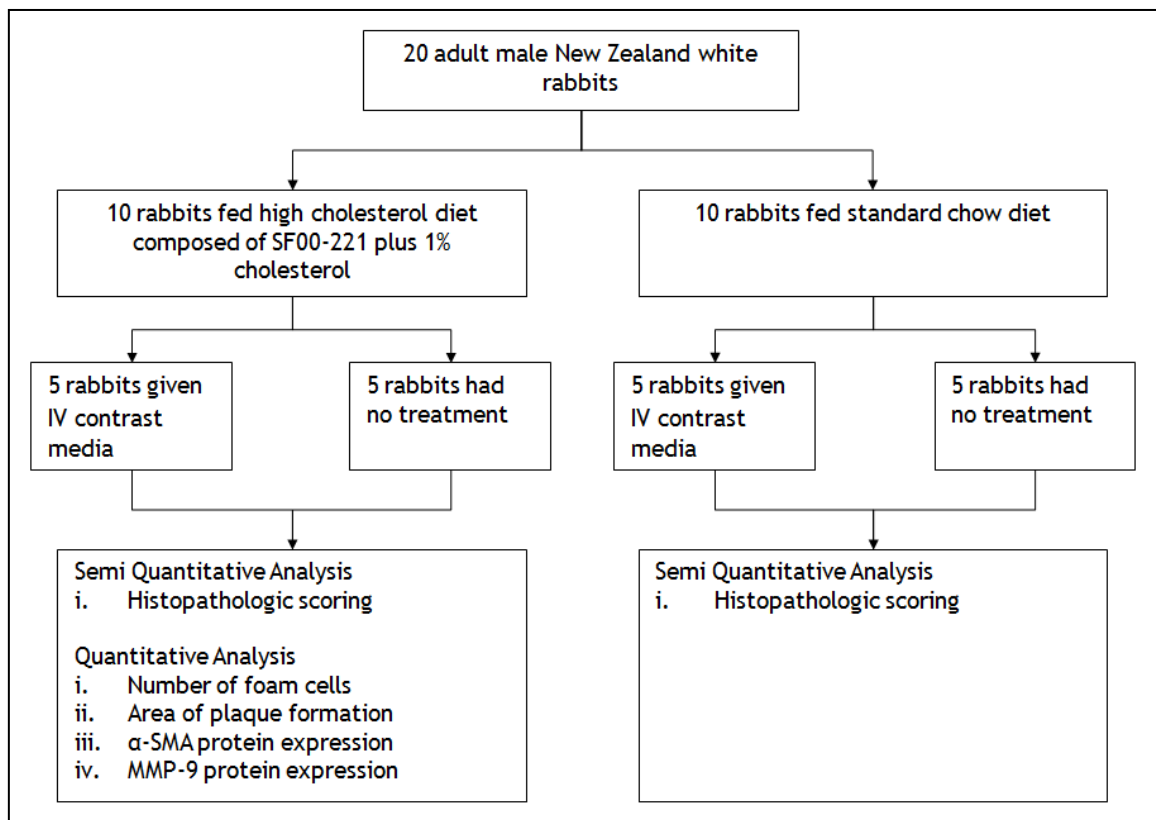 20 adult male New Zealand white
rabbits
10 rabbits fed high cholesterol diet
composed of SF00-221 plus 1%
cholesterol
10 rabbits fed standard chow diet
5 rabbits given
IV contrast
media
5 rabbits had
no treatment
5 rabbits given
IV contrast
media
5 rabbits had
no treatment
Semi Quantitative Analysis
i. Histopathologic scoring
Quantitative Analysis
i. Number of foam cells
ii. Area of plaque formation
iii. α-SMA protein expression
iv. MMP-9 protein expression
Semi Quantitative Analysis
i. Histopathologic scoring